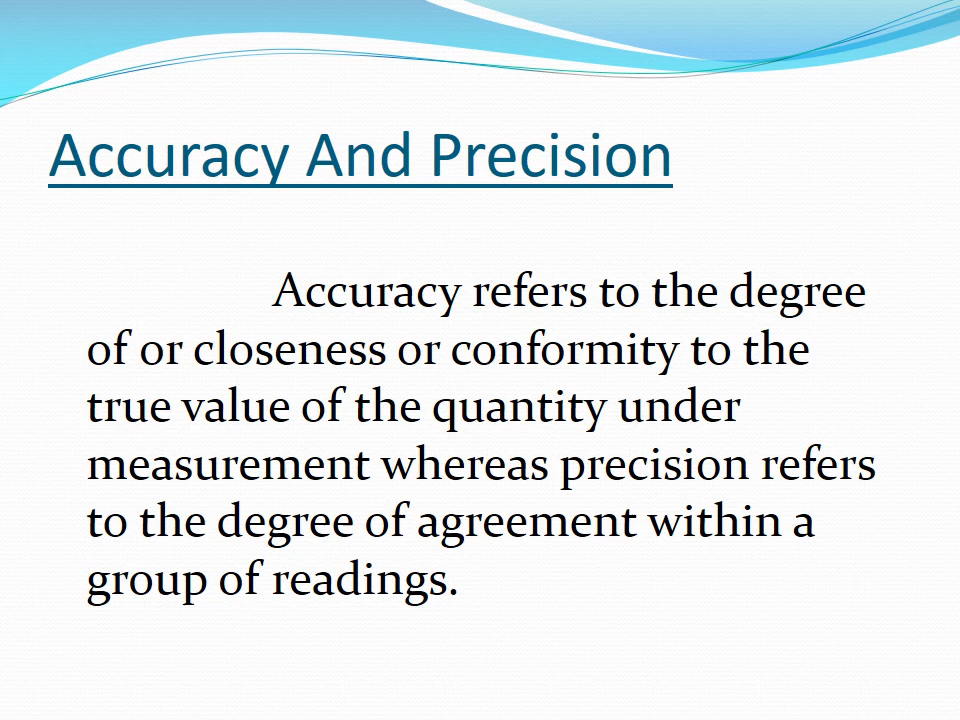 Accuracy And Precision
Accuracy refers to the degree
of or closeness or conformity to the
true value of the quantity under
measurement whereas precision refers
to the degree of agreement within a
group of readings.